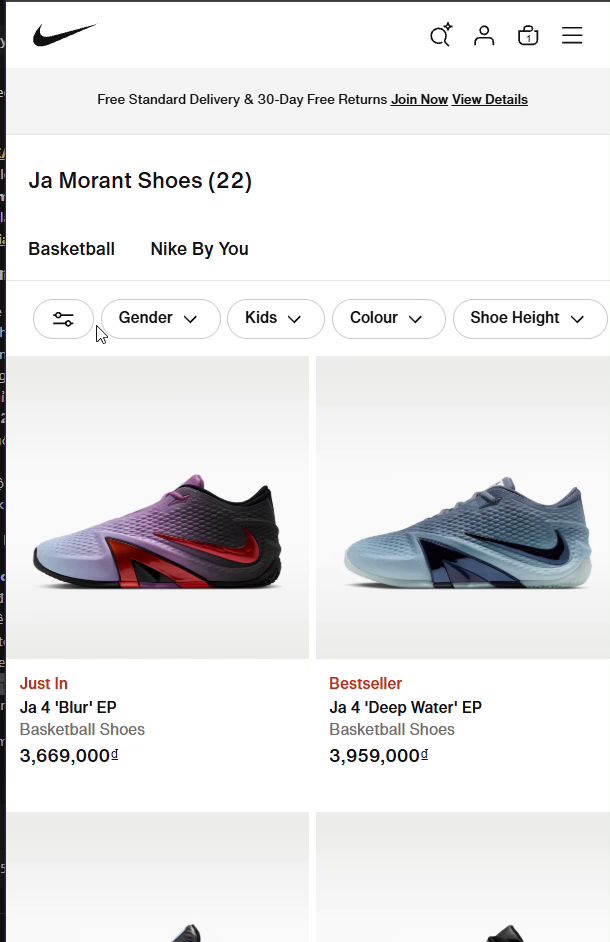 1
Free Standard Delivery & 30-Day Free Returns Join Now View Details
Ja Morant Shoes (22)
Basketball Nike By You
Gender Kids Colour Shoe Height
Just In
Ja 4 'Blur' EP
Basketball Shoes
3,669,000₫
Bestseller
Ja 4 'Deep Water' EP
Basketball Shoes
3,959,000₫